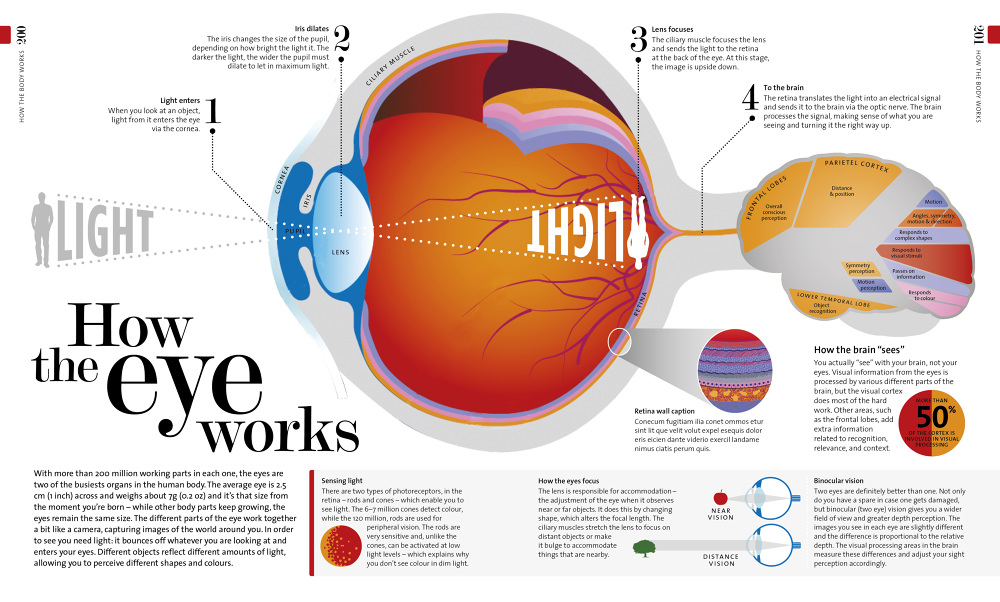 200
HOW THE BODY WORKS
201
HOW THE BODY WORKS
1
Light enters
When you look at an object,
light from it enters the eye
via the cornea.
2
Iris dilates
The iris changes the size of the pupil,
depending on how bright the light it. The
darker the light, the wider the pupil must
dilate to let in maximum light.
3
Lens focuses
The ciliary muscle focuses the lens
and sends the light to the retina
at the back of the eye. At this stage,
the image is upside down.
4
To the brain
The retina translates the light into an electrical signal
and sends it to the brain via the optic nerve. The brain
processes the signal, making sense of what you are
seeing and turning it the right way up.
CILIARY MUSCLE
CORNEA
IRIS
PUPIL
LENS
RETINA
LIGHT
LIGHT
FRONTAL LOBES
Overall
conscious
perception
PARIETEL CORTEX
Distance
& position
Motion
Angles, symmetry,
motion & direction
Responds to
complex shapes
Responds to
visual stimuli
Symmetry
perception
Passes on
information
Motion
perception
Responds
to colour
LOWER TEMPORAL LOBE
Object
recognition
How
the eye
works
With more than 200 million working parts in each one, the eyes are
two of the busiest organs in the human body. The average eye is 2.5
cm (1 inch) across and weighs about 7g (0.2 oz) and it's that size from
the moment you're born – while other body parts keep growing, the
eyes remain the same size. The different parts of the eye work together
a bit like a camera, capturing images of the world around you. In order
to see you need light: it bounces off whatever you are looking at and
enters your eyes. Different objects reflect different amounts of light,
allowing you to perceive different shapes and colours.
Retina wall caption
Conecum fugitiam ilia conet ommos etur
sint lit que velit volut expel esequis dolor
eris eicien dante viderio exercil landame
nimus ciatis perum quis.
How the brain “sees”
You actually “see” with your brain, not your
eyes. Visual information from the eyes is
processed by various different parts of the
brain, but the visual cortex
does most of the hard
work. Other areas, such
as the frontal lobes, add
extra information
related to recognition,
relevance, and context.
MORE THAN
50%
OF THE CORTEX IS
INVOLVED IN VISUAL
PROCESSING
Sensing light
There are two types of photoreceptors, in the
retina – rods and cones – which enable you to
see light. The 6–7 million cones detect colour,
while the 120 million, rods are used for
peripheral vision. The rods are
very sensitive and, unlike the
cones, can be activated at low
light levels – which explains why
you don't see colour in dim light.
How the eyes focus
The lens is responsible for accommodation –
the adjustment of the eye when it observes
near or far objects. It does this by changing
shape, which alters the focal length. The
ciliary muscles stretch the lens to focus on
distant objects or make
it bulge to accommodate
things that are nearby.
NEAR
VISION
DISTANCE
VISION
Binocular vision
Two eyes are definitely better than one. Not only
do you have a spare in case one gets damaged,
but binocular (two eye) vision gives you a wider
field of view and greater depth perception. The
images you see in each eye are slightly different
and the difference is proportional to the relative
depth. The visual processing areas in the brain
measure these differences and adjust your sight
perception accordingly.